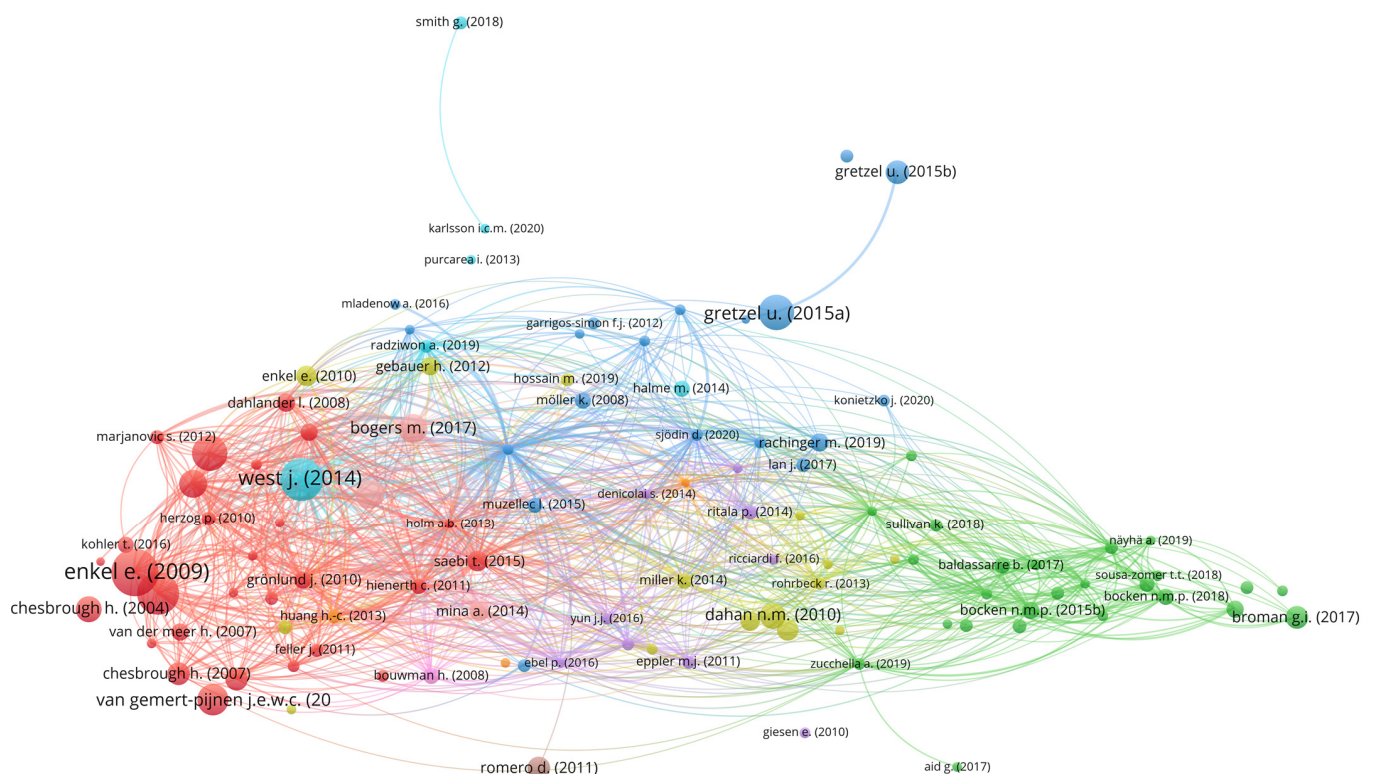 smith g. (2018)
gretzel u. (2015b)
karlsson i.c.m. (2020)
purcarea i. (2013)
mladenow a. (2016)
gretzel u. (2015a)
garrigos-simon f.j. (2012)
radziwon a. (2019)
gebauer h. (2012)
enkel e. (2010)
hossain m. (2019)
halme m. (2014)
dahlander l. (2008)
möller k. (2008)
konietzko j. (2020)
bogers m. (2017)
marjanovic s. (2012)
sjödin d. (2020)
rachinger m. (2019)
lan j. (2017)
west j. (2014)
denicolai s. (2014)
muzellec l. (2015)
ritala p. (2014)
herzog p. (2010)
holm a.b. (2013)
sullivan k. (2018)
kohler t. (2016)
näyhä a. (2019)
saebi t. (2015)
ricciardi f. (2016)
baldassarre b. (2017)
enkel e. (2009)
sousa-zomer t.t. (2018)
grönlund j. (2010)
hienerth c. (2011)
miller k. (2014)
rohrbeck r. (2013)
bocken n.m.p. (2018)
chesbrough h. (2004)
mina a. (2014)
bocken n.m.p. (2015b)
huang h.-c. (2013)
yun j.j. (2016)
dahan n.m. (2010)
broman g.i. (2017)
van der meer h. (2007)
feller j. (2011)
ebel p. (2016)
eppler m.j. (2011)
zucchella a. (2019)
chesbrough h. (2007)
bouwman h. (2008)
van gemert-pijnen j.e.w.c. (20
giesen e. (2010)
romero d. (2011)
aid g. (2017)